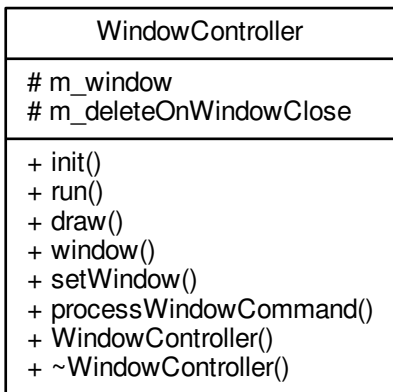 WindowController
# m_window
# m_deleteOnWindowClose
+ init()
+ run()
+ draw()
+ window()
+ setWindow()
+ processWindowCommand()
+ WindowController()
+ ~WindowController()